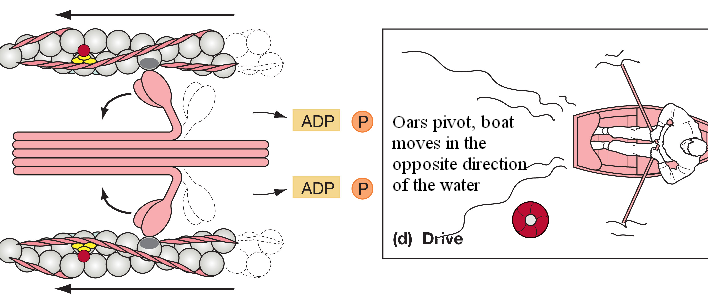 ADP P
ADP P
Oars pivot, boat
moves in the
opposite direction
of the water
(d) Drive